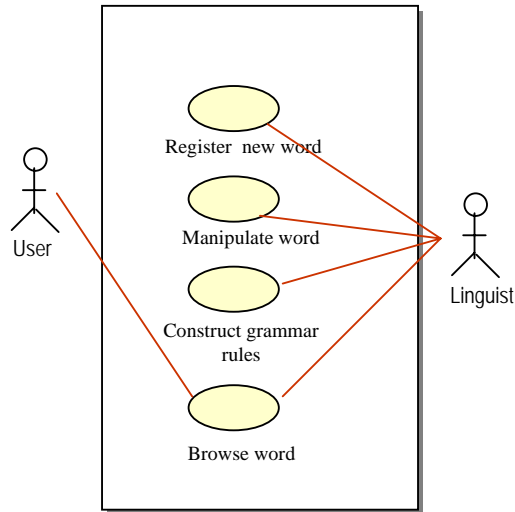 Register new word
User
Manipulate word
Linguist
Construct grammar
rules
Browse word